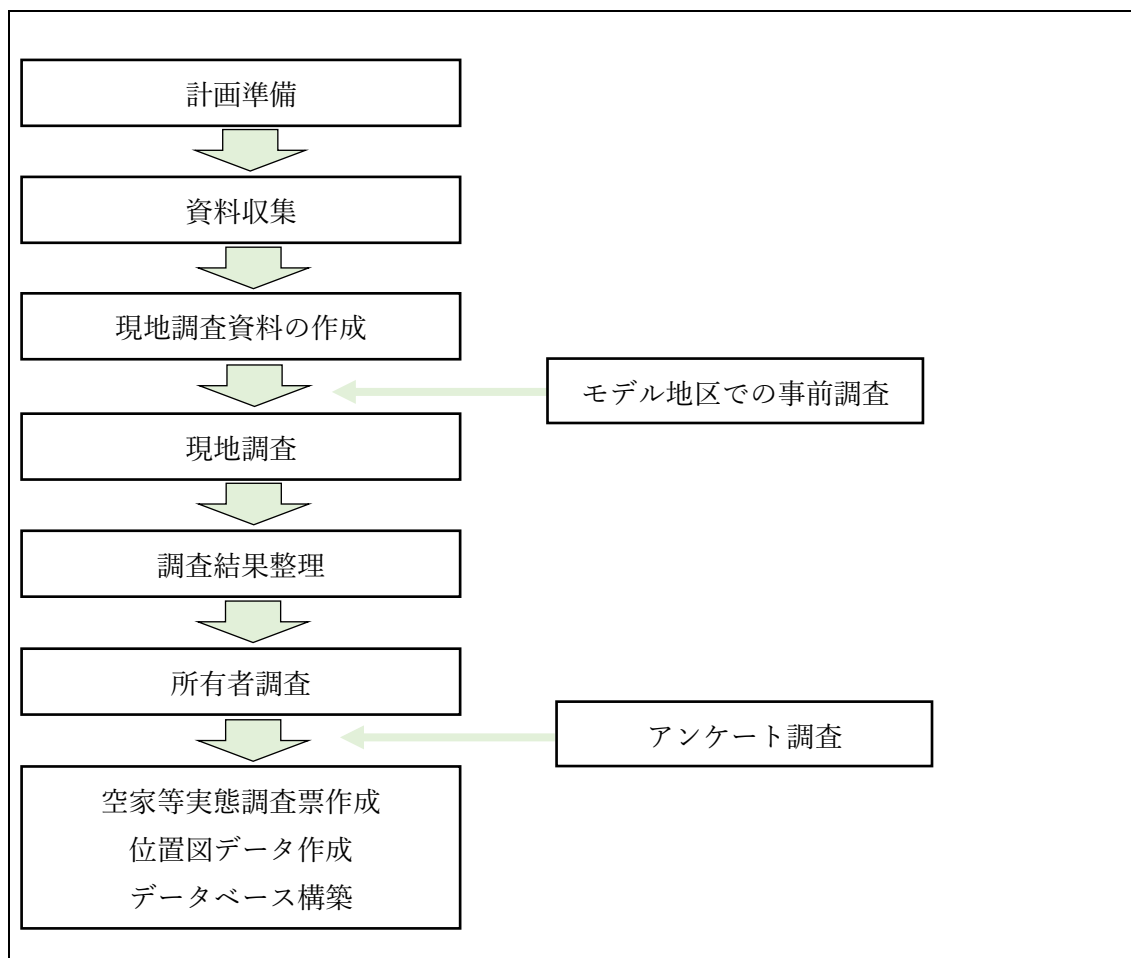 計画準備
資料収集
現地調査資料の作成
モデル地区での事前調査
現地調査
調査結果整理
所有者調査
アンケート調査
空家等実態調査票作成
位置図データ作成
データベース構築